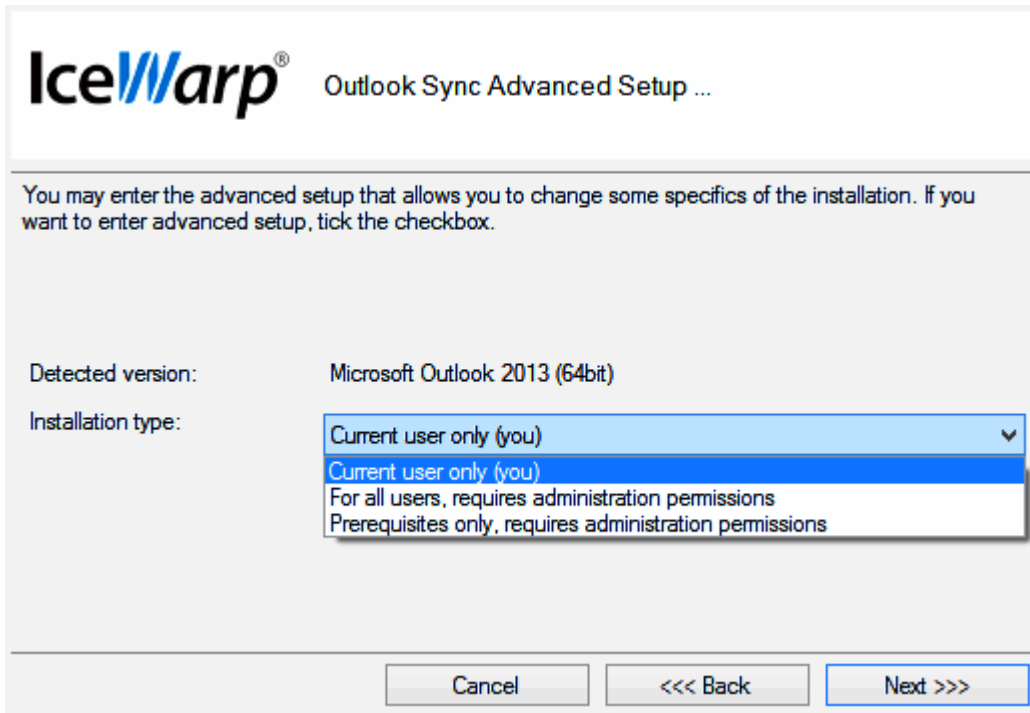 IceWarp®
Outlook Sync Advanced Setup ...
You may enter the advanced setup that allows you to change some specifics of the installation. If you
want to enter advanced setup, tick the checkbox.
Detected version: Microsoft Outlook 2013 (64bit)
Installation type: Current user only (you)
Current user only (you)
For all users, requires administration permissions
Prerequisites only, requires administration permissions
Cancel <<< Back Next >>>